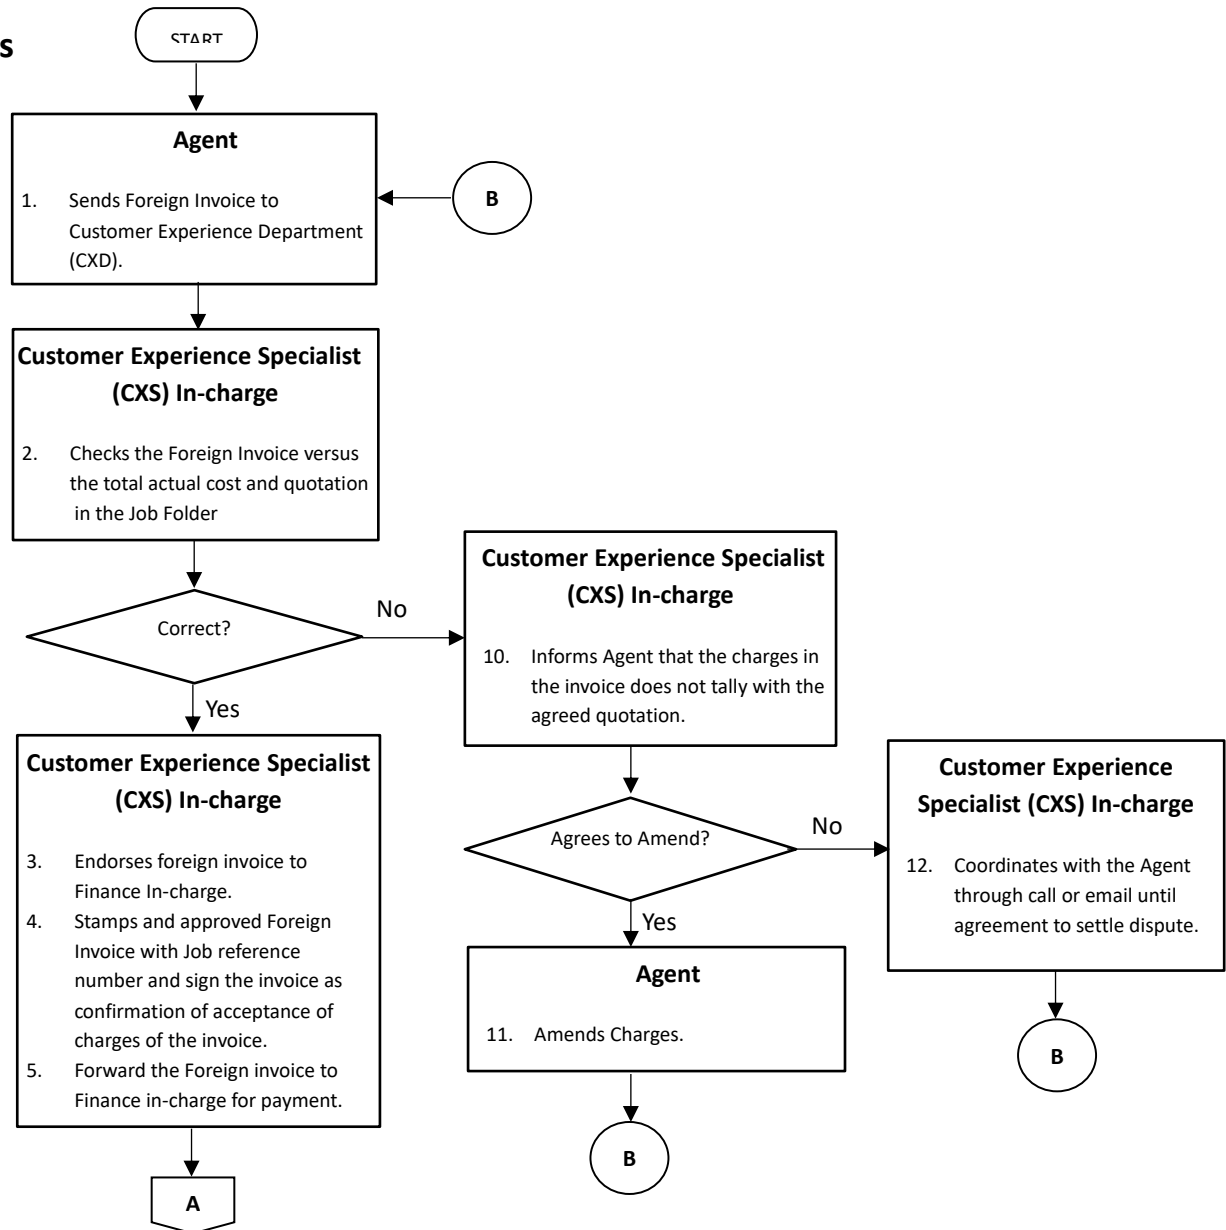 s
START
Agent
1. Sends Foreign Invoice to
Customer Experience Department
(CXD).
B
Customer Experience Specialist
(CXS) In-charge
2. Checks the Foreign Invoice versus
the total actual cost and quotation
in the Job Folder
Correct?
No
Yes
Customer Experience Specialist
(CXS) In-charge
10. Informs Agent that the charges in
the invoice does not tally with the
agreed quotation.
Customer Experience Specialist
(CXS) In-charge
3. Endorses foreign invoice to
Finance In-charge.
4. Stamps and approved Foreign
Invoice with Job reference
number and sign the invoice as
confirmation of acceptance of
charges of the invoice.
5. Forward the Foreign invoice to
Finance in-charge for payment.
A
Agrees to Amend?
No
Yes
Customer Experience
Specialist (CXS) In-charge
12. Coordinates with the Agent
through call or email until
agreement to settle dispute.
B
Agent
11. Amends Charges.
B